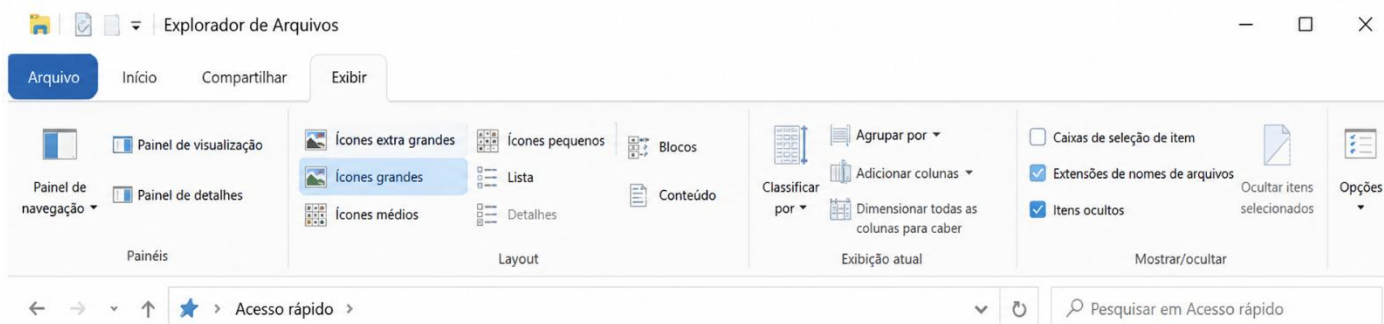 Explorador de Arquivos
Arquivo
Início
Compartilhar
Exibir
Painel de
navegação
Painel de visualização
Painel de detalhes
Painéis
Ícones extra grandes
Ícones grandes
Ícones médios
Ícones pequenos
Lista
Detalhes
Blocos
Conteúdo
Layout
Classificar
por
Agrupar por
Adicionar colunas
Dimensionar todas as
colunas para caber
Exibição atual
Caixas de seleção de item
Extensões de nomes de arquivos
Itens ocultos
Ocultar itens
selecionados
Mostrar/ocultar
Opções
Acesso rápido
Pesquisar em Acesso rápido